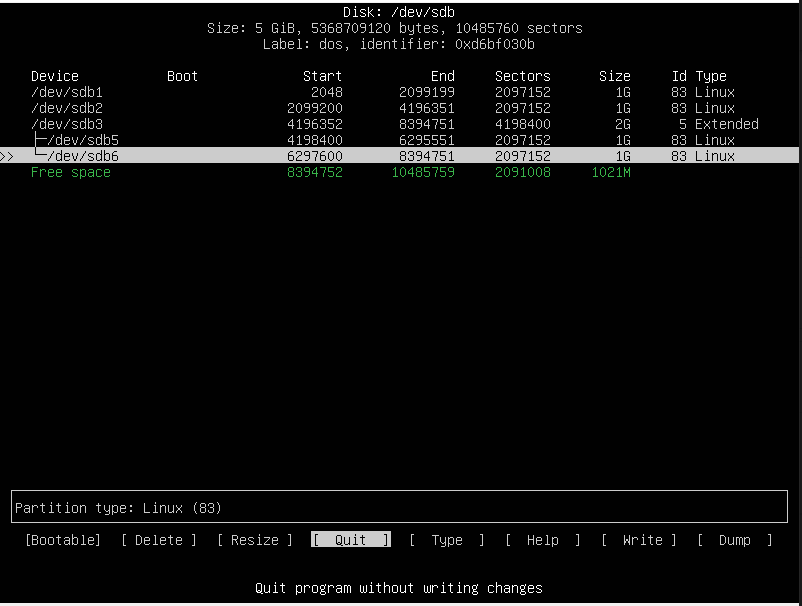 Disk: /dev/sdb
Size: 5 GiB, 5368709120 bytes, 10485760 sectors
Label: dos, identifier: 0xd6bf030b
Device Boot Start End Sectors Size Id Type
/dev/sdb1 2048 2099199 2097152 1G 83 Linux
/dev/sdb2 2099200 4196351 2097152 1G 83 Linux
/dev/sdb3 4196352 8394751 4198400 2G 5 Extended
├─/dev/sdb5 4198400 6295551 2097152 1G 83 Linux
>> └─/dev/sdb6 6297600 8394751 2097152 1G 83 Linux
Free space 8394752 10485759 2091008 1021M
Partition type: Linux (83)
[Bootable] [ Delete ] [ Resize ] [ Quit ] [ Type ] [ Help ] [ Write ] [ Dump ]
Quit program without writing changes